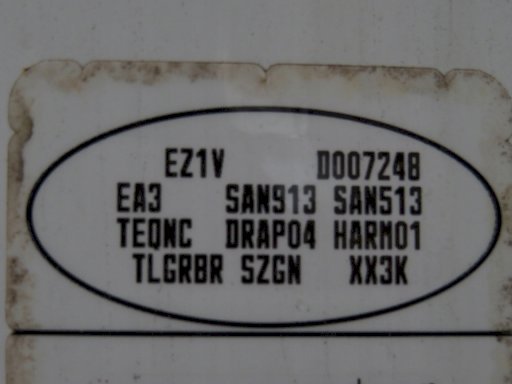 EZ1V D007248
EA3 SAN913 SAN513
TEQNC DRAP04 HARM01
TLGRBR SZGN XX3K